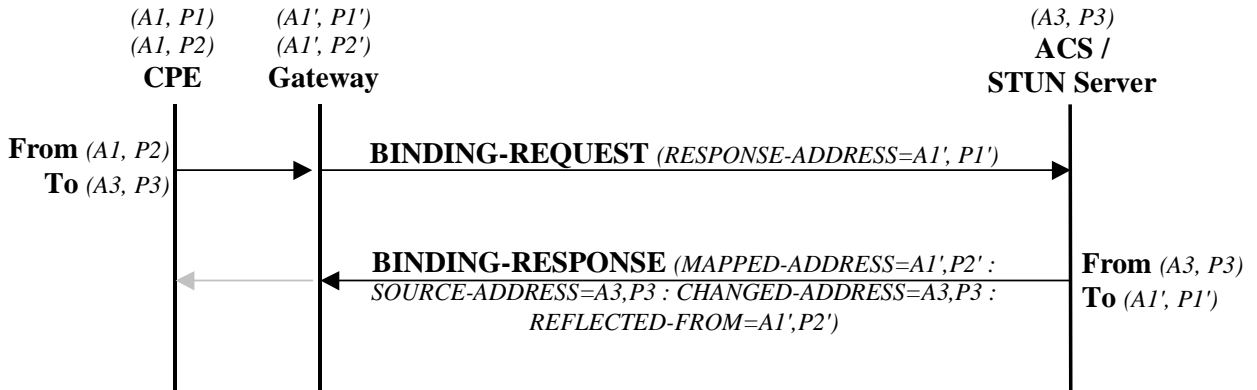 (A1, P1)
(A1, P2)
CPE
(A1', P1')
(A1', P2')
Gateway
(A3, P3)
ACS /
STUN Server
From (A1, P2)
To (A3, P3)
BINDING-REQUEST (RESPONSE-ADDRESS=A1', P1')
BINDING-RESPONSE (MAPPED-ADDRESS=A1',P2' :
SOURCE-ADDRESS=A3,P3 : CHANGED-ADDRESS=A3,P3 :
REFLECTED-FROM=A1',P2')
From (A3, P3)
To (A1', P1')